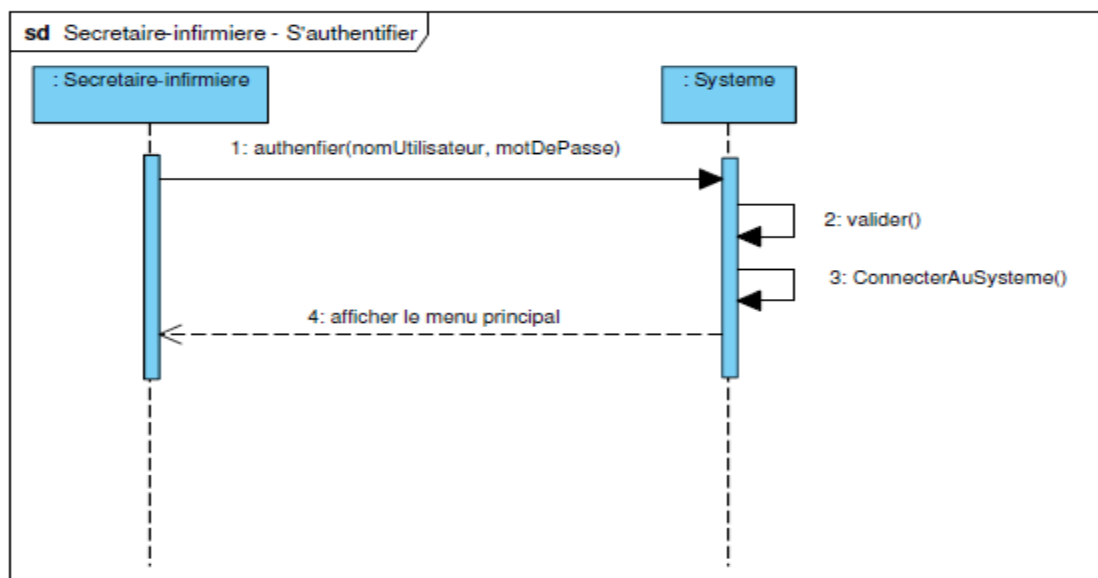 sd Secretaire-infirmiere - S'authentifier
: Secretaire-infirmiere
: Systeme
1: authenfier(nomUtilisateur, motDePasse)
2: valider()
3: ConnecterAuSysteme()
4: afficher le menu principal